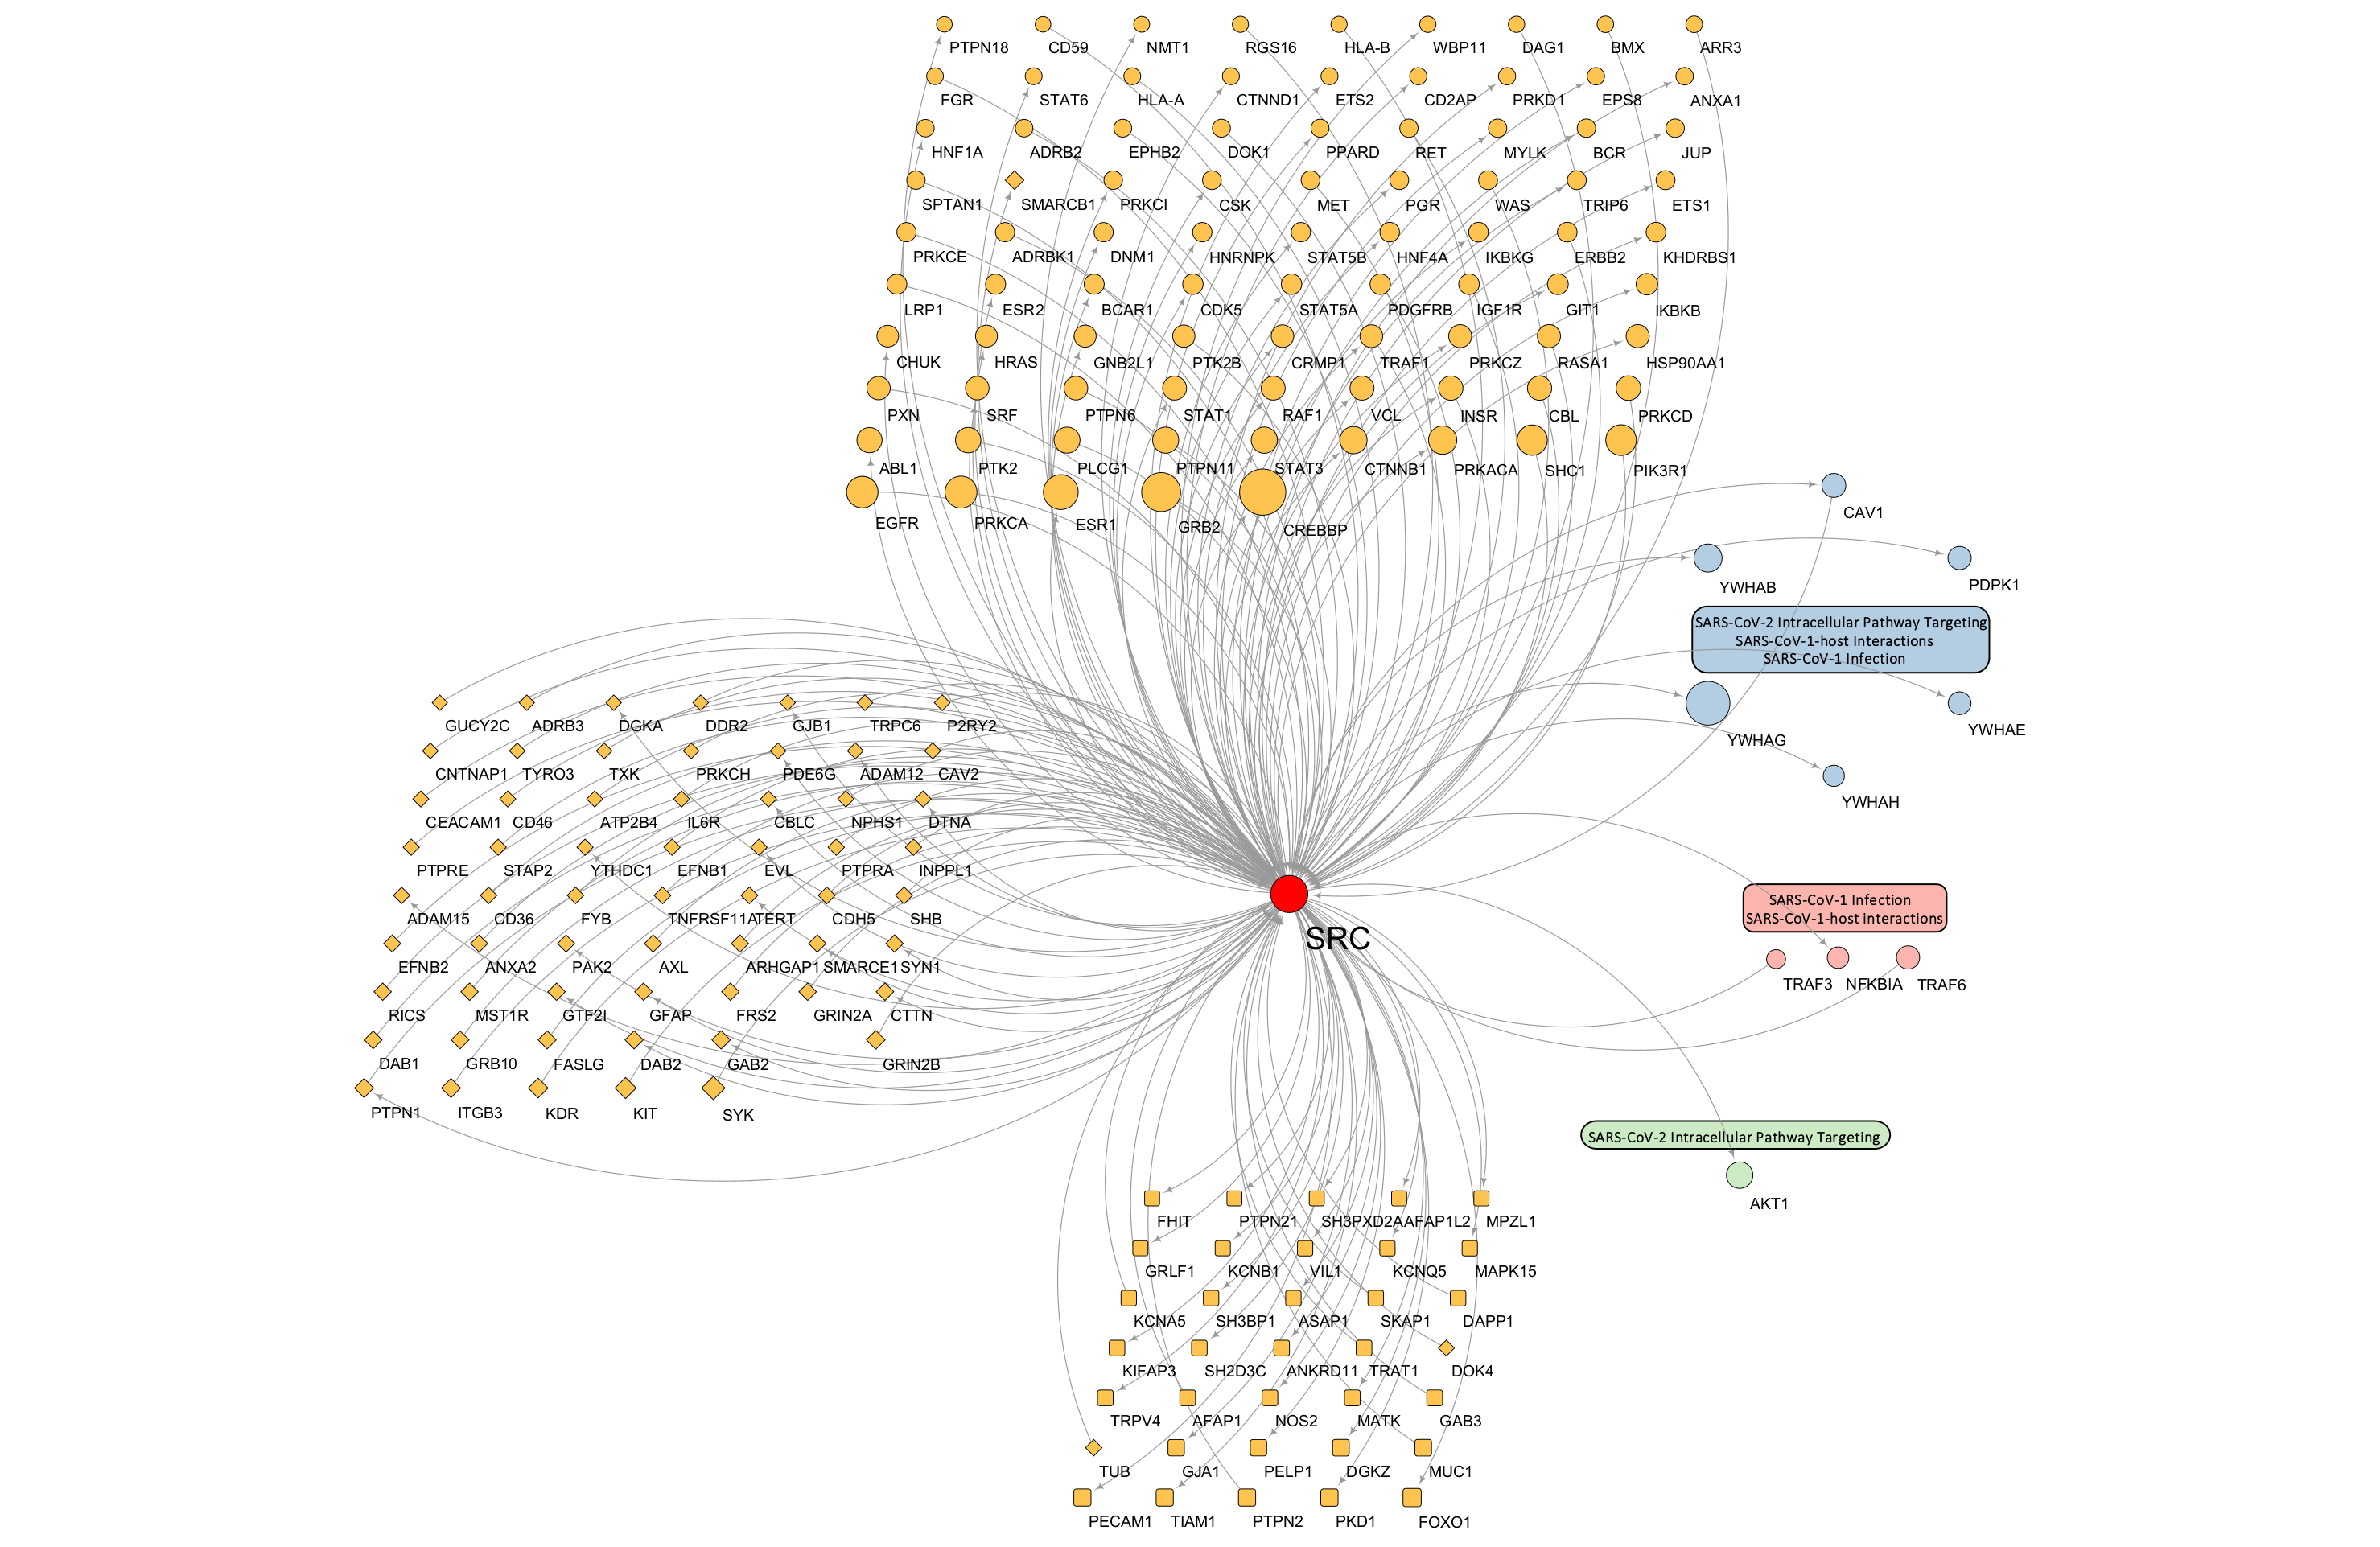 PTPN18 CD59 NMT1 RGS16 HLA-B WBP11 DAG1 BMX ARR3
FGR STAT6 HLA-A CTNND1 ETS2 CD2AP PRKD1 EPS8 ANXA1
HNF1A ADRB2 EPHB2 DOK1 PPARD RET MYLK BCR JUP
SPTAN1 SMARCB1 PRKCI CSK MET PGR WAS TRIP6 ETS1
PRKCE ADRBK1 DNM1 HNRNPK STAT5B HNF4A IKBKG ERBB2 KHDRBS1
LRP1 ESR2 BCAR1 CDK5 STAT5A PDGFRB IGF1R GIT1 IKBKB
CHUK HRAS GNB2L1 PTK2B CRMP1 TRAF1 PRKCZ RASA1 HSP90AA1
PXN SRF PTPN6 STAT1 RAF1 VCL INSR CBL PRKCD
ABL1 PTK2 PLCG1 PTPN11 STAT3 CTNNB1 PRKACA SHC1 PIK3R1
EGFR PRKCA ESR1 GRB2 CREBBP
CAV1
YWHAB PDPK1
SARS-CoV-2 Intracellular Pathway Targeting
SARS-CoV-1-host Interactions
SARS-CoV-1 Infection
YWHAG YWHAE
YWHAH
GUCY2C ADRB3 DGKA DDR2 GJB1 TRPC6 P2RY2
CNTNAP1 TYRO3 TXK PRKCH PDE6G ADAM12 CAV2
CEACAM1 CD46 ATP2B4 IL6R CBLC NPHS1 DTNA
PTPRE STAP2 YTHDC1 EFNB1 EVL PTPRA INPPL1
ADAM15 CD36 FYB TNFRSF11A TERT CDH5 SHB
EFNB2 ANXA2 PAK2 AXL ARHGAP1 SMARCE1 SYN1
RICS MST1R GTF2I GFAP FRS2 GRIN2A CTTN
DAB1 GRB10 FASLG DAB2 GAB2 GRIN2B
PTPN1 ITGB3 KDR KIT SYK
SRC
SARS-CoV-1 Infection
SARS-CoV-1-host interactions
TRAF3 NFKBIA TRAF6
SARS-CoV-2 Intracellular Pathway Targeting
AKT1
FHIT PTPN21 SH3PXD2A AFAP1L2 MPZL1
GRLF1 KCNB1 VIL1 KCNQ5 MAPK15
KCNA5 SH3BP1 ASAP1 SKAP1 DAPP1
KIFAP3 SH2D3C ANKRD11 TRAT1 DOK4
TRPV4 AFAP1 NOS2 MATK GAB3
TUB GJA1 PELP1 DGKZ MUC1
PECAM1 TIAM1 PTPN2 PKD1 FOXO1